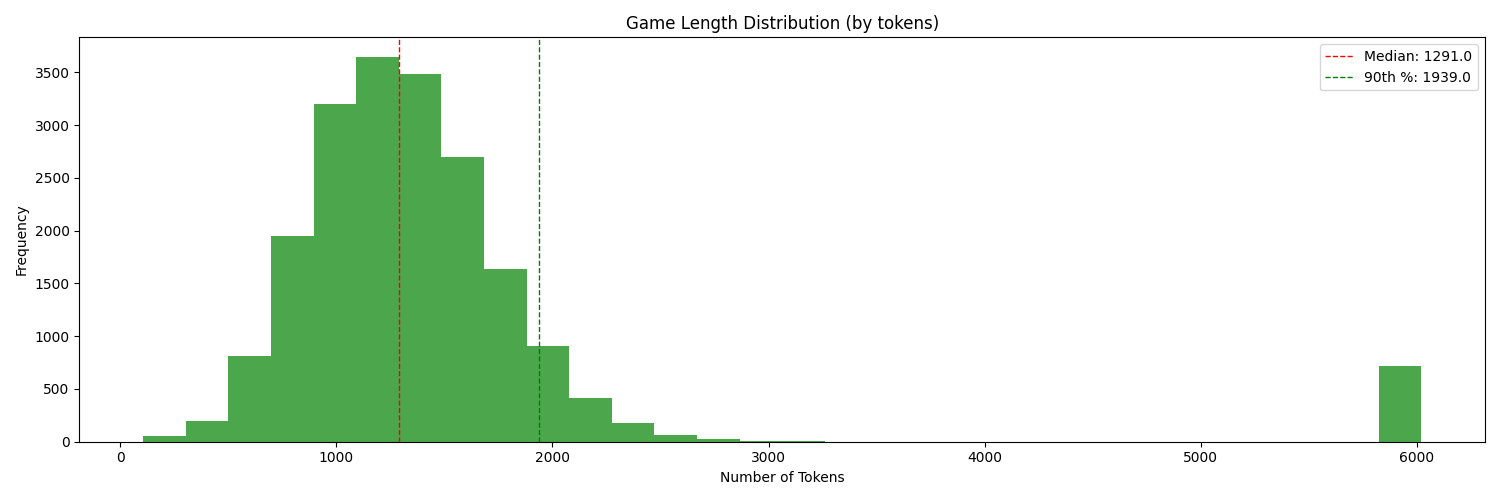 Game Length Distribution (by tokens)
Median: 1291.0
90th %: 1939.0
Frequency
3500
3000
2500
2000
1500
1000
500
0
0 1000 2000 3000 4000 5000 6000
Number of Tokens